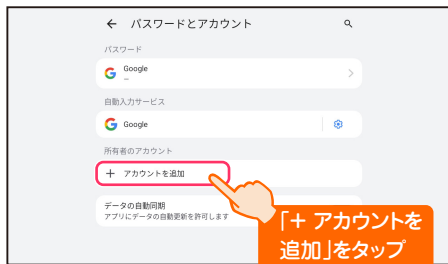 ← パスワードとアカウント
パスワード
Google
–
自動入力サービス
Google
所有者のアカウント
+ アカウントを追加
データの自動同期
アプリにデータの自動更新を許可します
「+ アカウントを
追加」をタップ